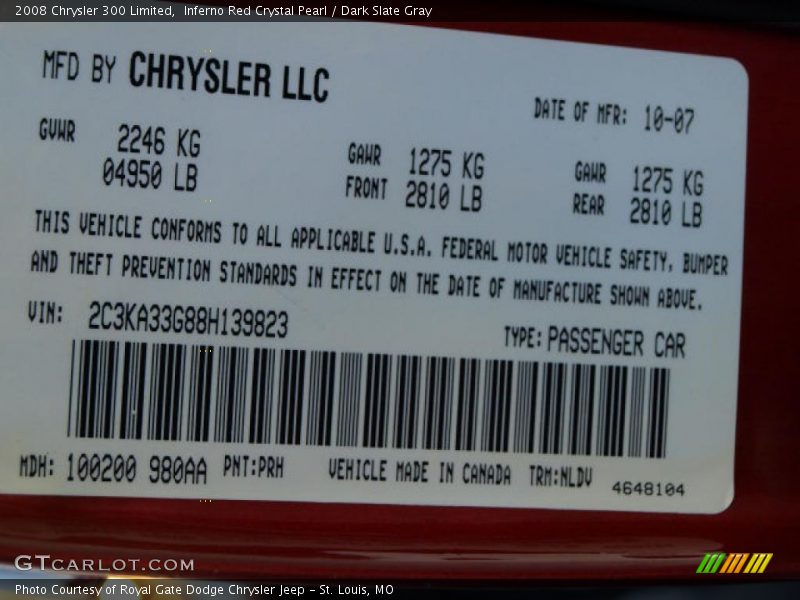 2008 Chrysler 300 Limited,  Inferno Red Crystal Pearl / Dark Slate Gray
MFD BY CHRYSLER LLC
DATE OF MFR: 10-07
GVWR 2246 KG
04950 LB
GAWR 1275 KG
FRONT 2810 LB
GAWR 1275 KG
REAR 2810 LB
THIS VEHICLE CONFORMS TO ALL APPLICABLE U.S.A. FEDERAL MOTOR VEHICLE SAFETY, BUMPER
AND THEFT PREVENTION STANDARDS IN EFFECT ON THE DATE OF MANUFACTURE SHOWN ABOVE.
VIN: 2C3KA33G88H139823
TYPE: PASSENGER CAR
MDH: 100200 980AA PNT:PRH VEHICLE MADE IN CANADA TRM:NLDV 4648104
GTCARLOT.COM
Photo Courtesy of Royal Gate Dodge Chrysler Jeep - St. Louis, MO